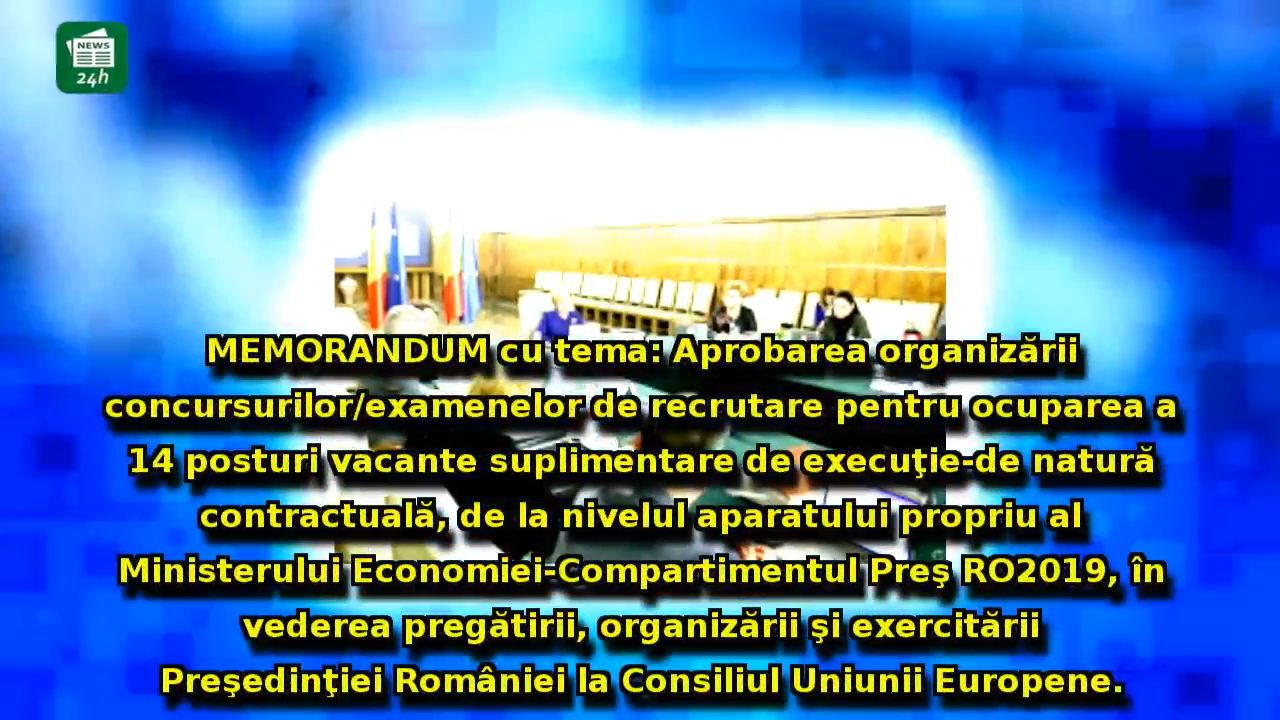 NEWS
24h
MEMORANDUM cu tema: Aprobarea organizării
concursurilor/examenelor de recrutare pentru ocuparea a
14 posturi vacante suplimentare de execuţie-de natură
contractuală, de la nivelul aparatului propriu al
Ministerului Economiei-Compartimentul Preş RO2019, în
vederea pregătirii, organizării şi exercitării
Preşedinţiei României la Consiliul Uniunii Europene.